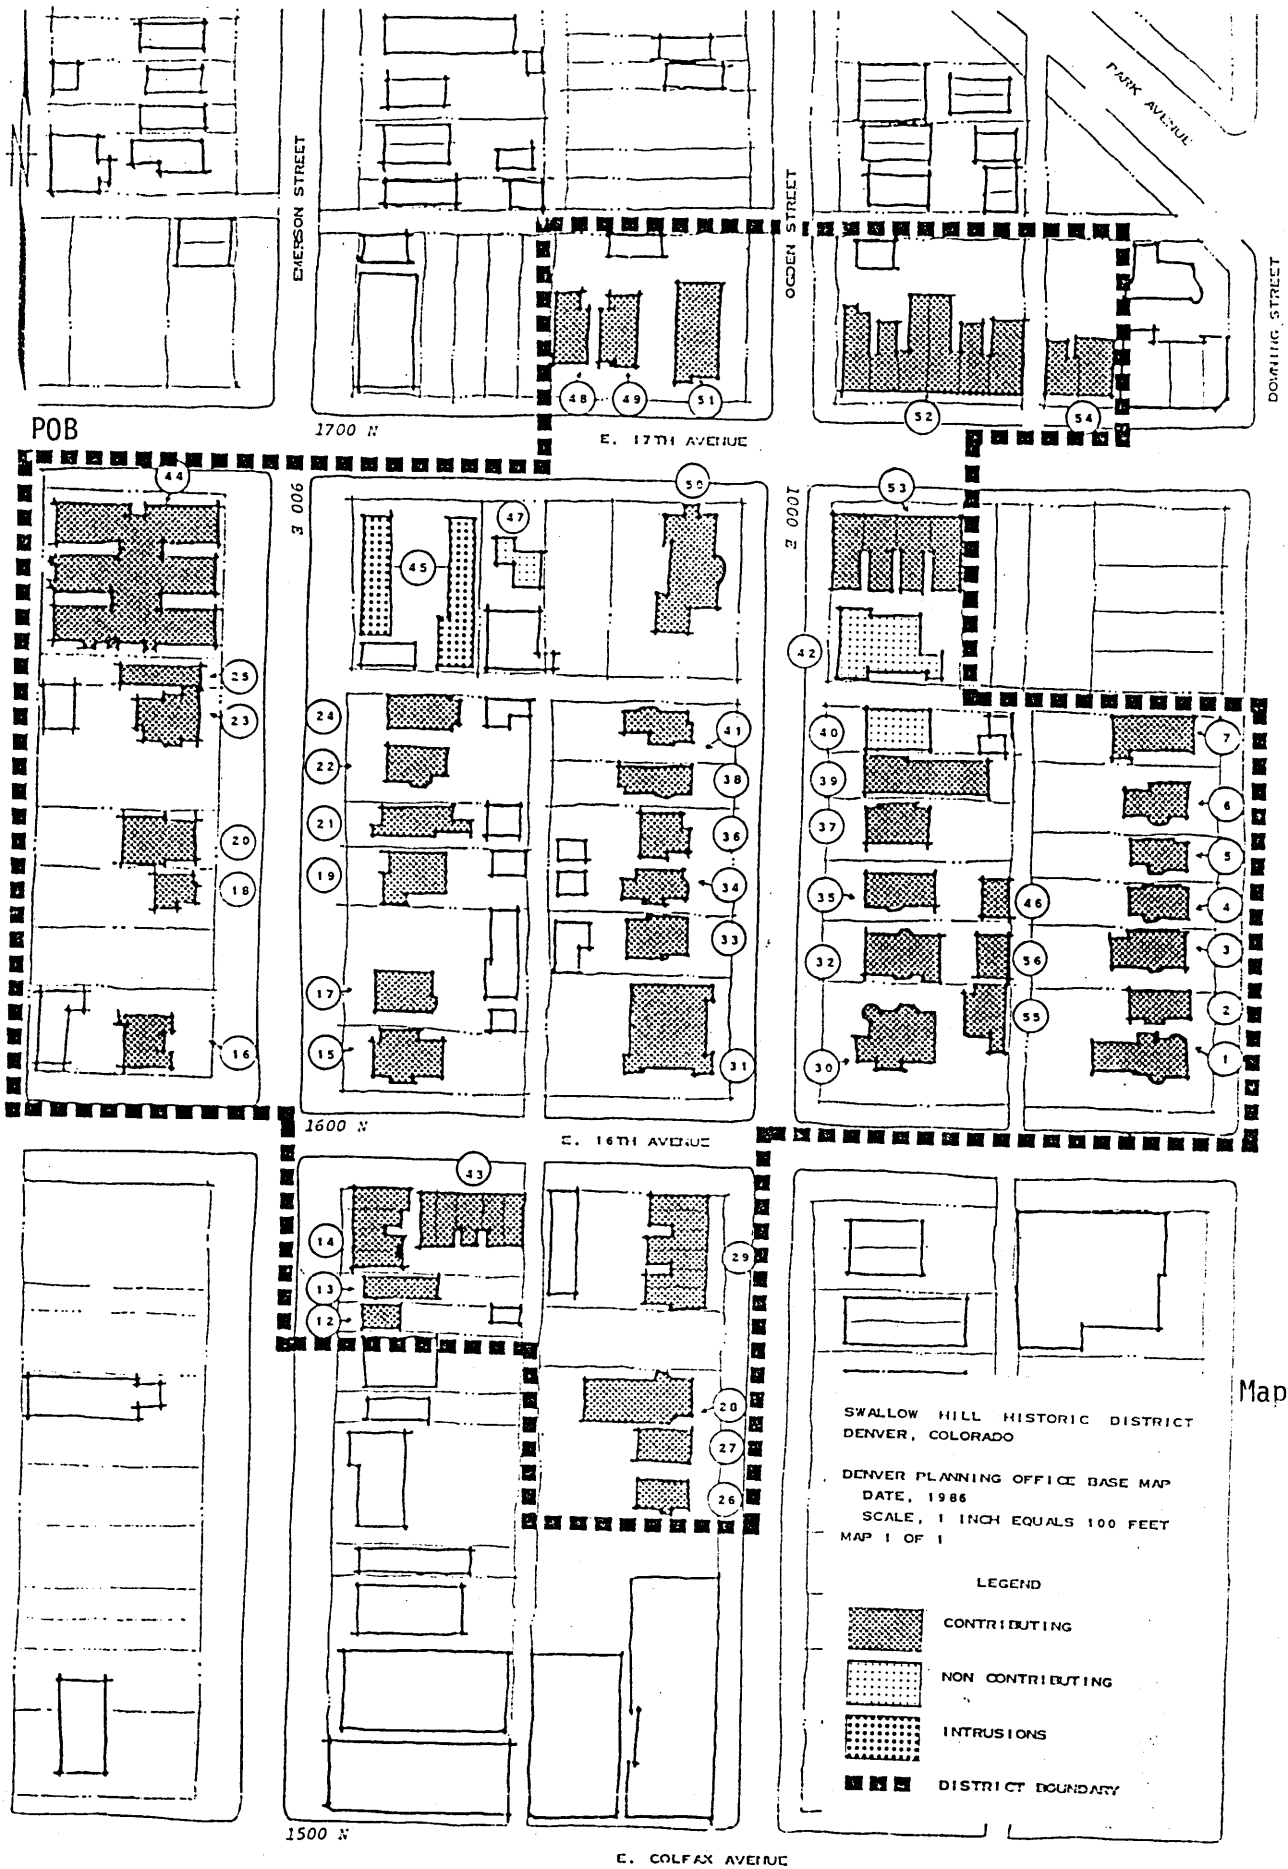 PARK AVENUE
EMERSON STREET
OGDEN STREET
DOWNING STREET
48
49
51
52
54
POB
1700 N
E. 17TH AVENUE
44
900 E
47
50
1000 E
53
45
42
25
23
24
22
21
19
41
38
36
34
33
40
39
37
35
32
7
6
5
4
3
2
1
20
18
46
56
55
17
15
16
31
30
1600 N
E. 16TH AVENUE
43
14
13
12
29
28
27
26
Map
SWALLOW HILL HISTORIC DISTRICT
DENVER, COLORADO
DENVER PLANNING OFFICE BASE MAP
DATE, 1986
SCALE, 1 INCH EQUALS 100 FEET
MAP 1 OF 1
LEGEND
CONTRIBUTING
NON CONTRIBUTING
INTRUSIONS
DISTRICT BOUNDARY
1500 N
E. COLFAX AVENUE